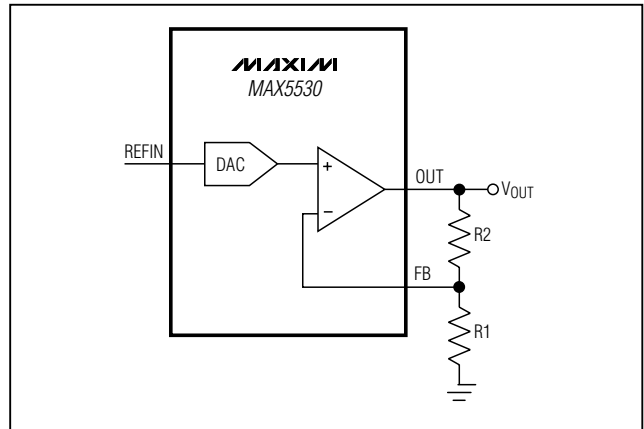 MAXIM
MAX5530
REFIN
DAC
+
−
OUT
VOUT
R2
FB
R1